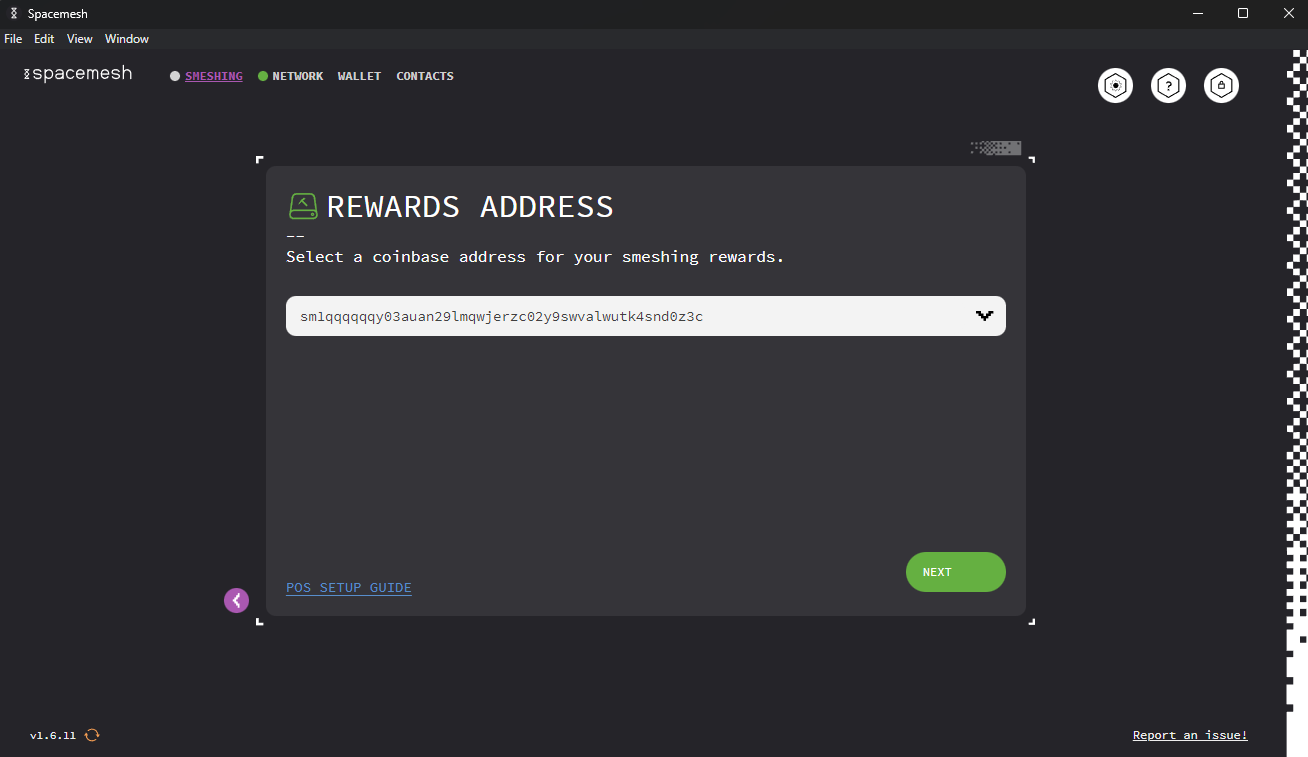 Spacemesh
File Edit View Window
spacemesh SMESHING NETWORK WALLET CONTACTS
?
REWARDS ADDRESS
--
Select a coinbase address for your smeshing rewards.
sm1qqqqqqy03auan29lmqwjerzc02y9swvalwutk4snd0z3c
NEXT
POS SETUP GUIDE
v1.6.11
Report an issue!